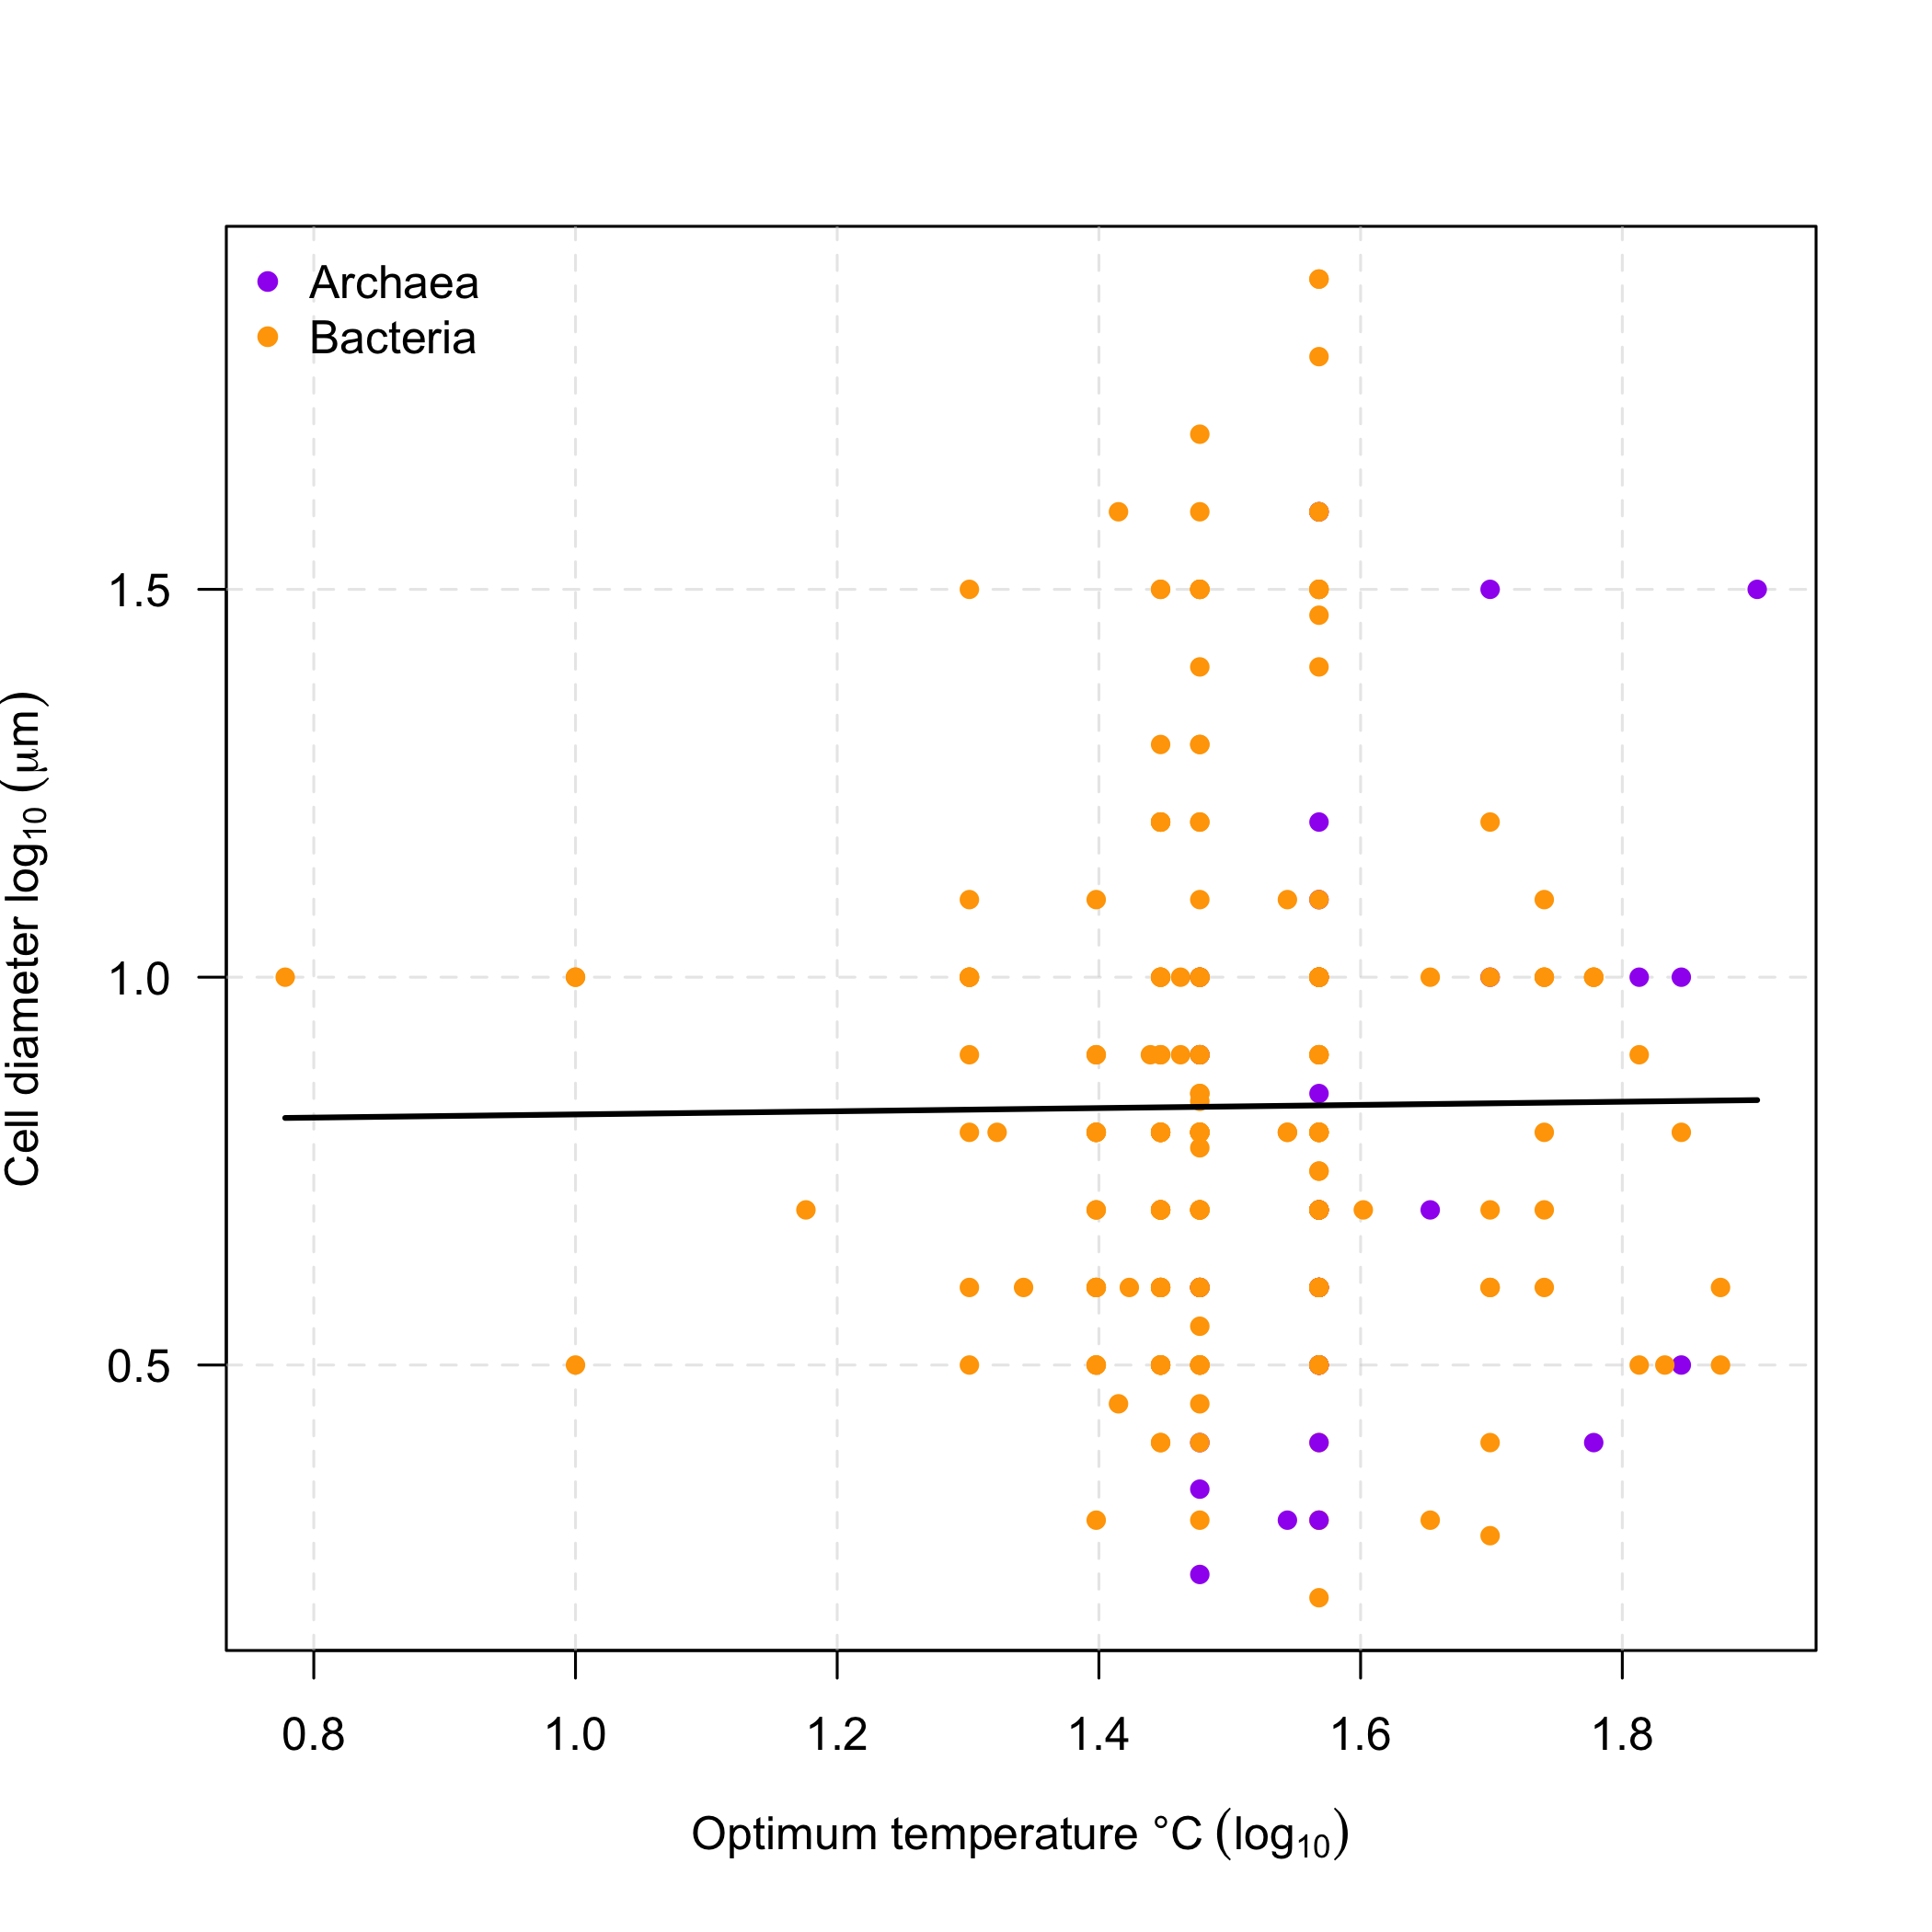 Archaea
Bacteria
1.5
1.0
0.5
Cell diameter log₁₀ (μm)
0.8 1.0 1.2 1.4 1.6 1.8
Optimum temperature °C (log₁₀)